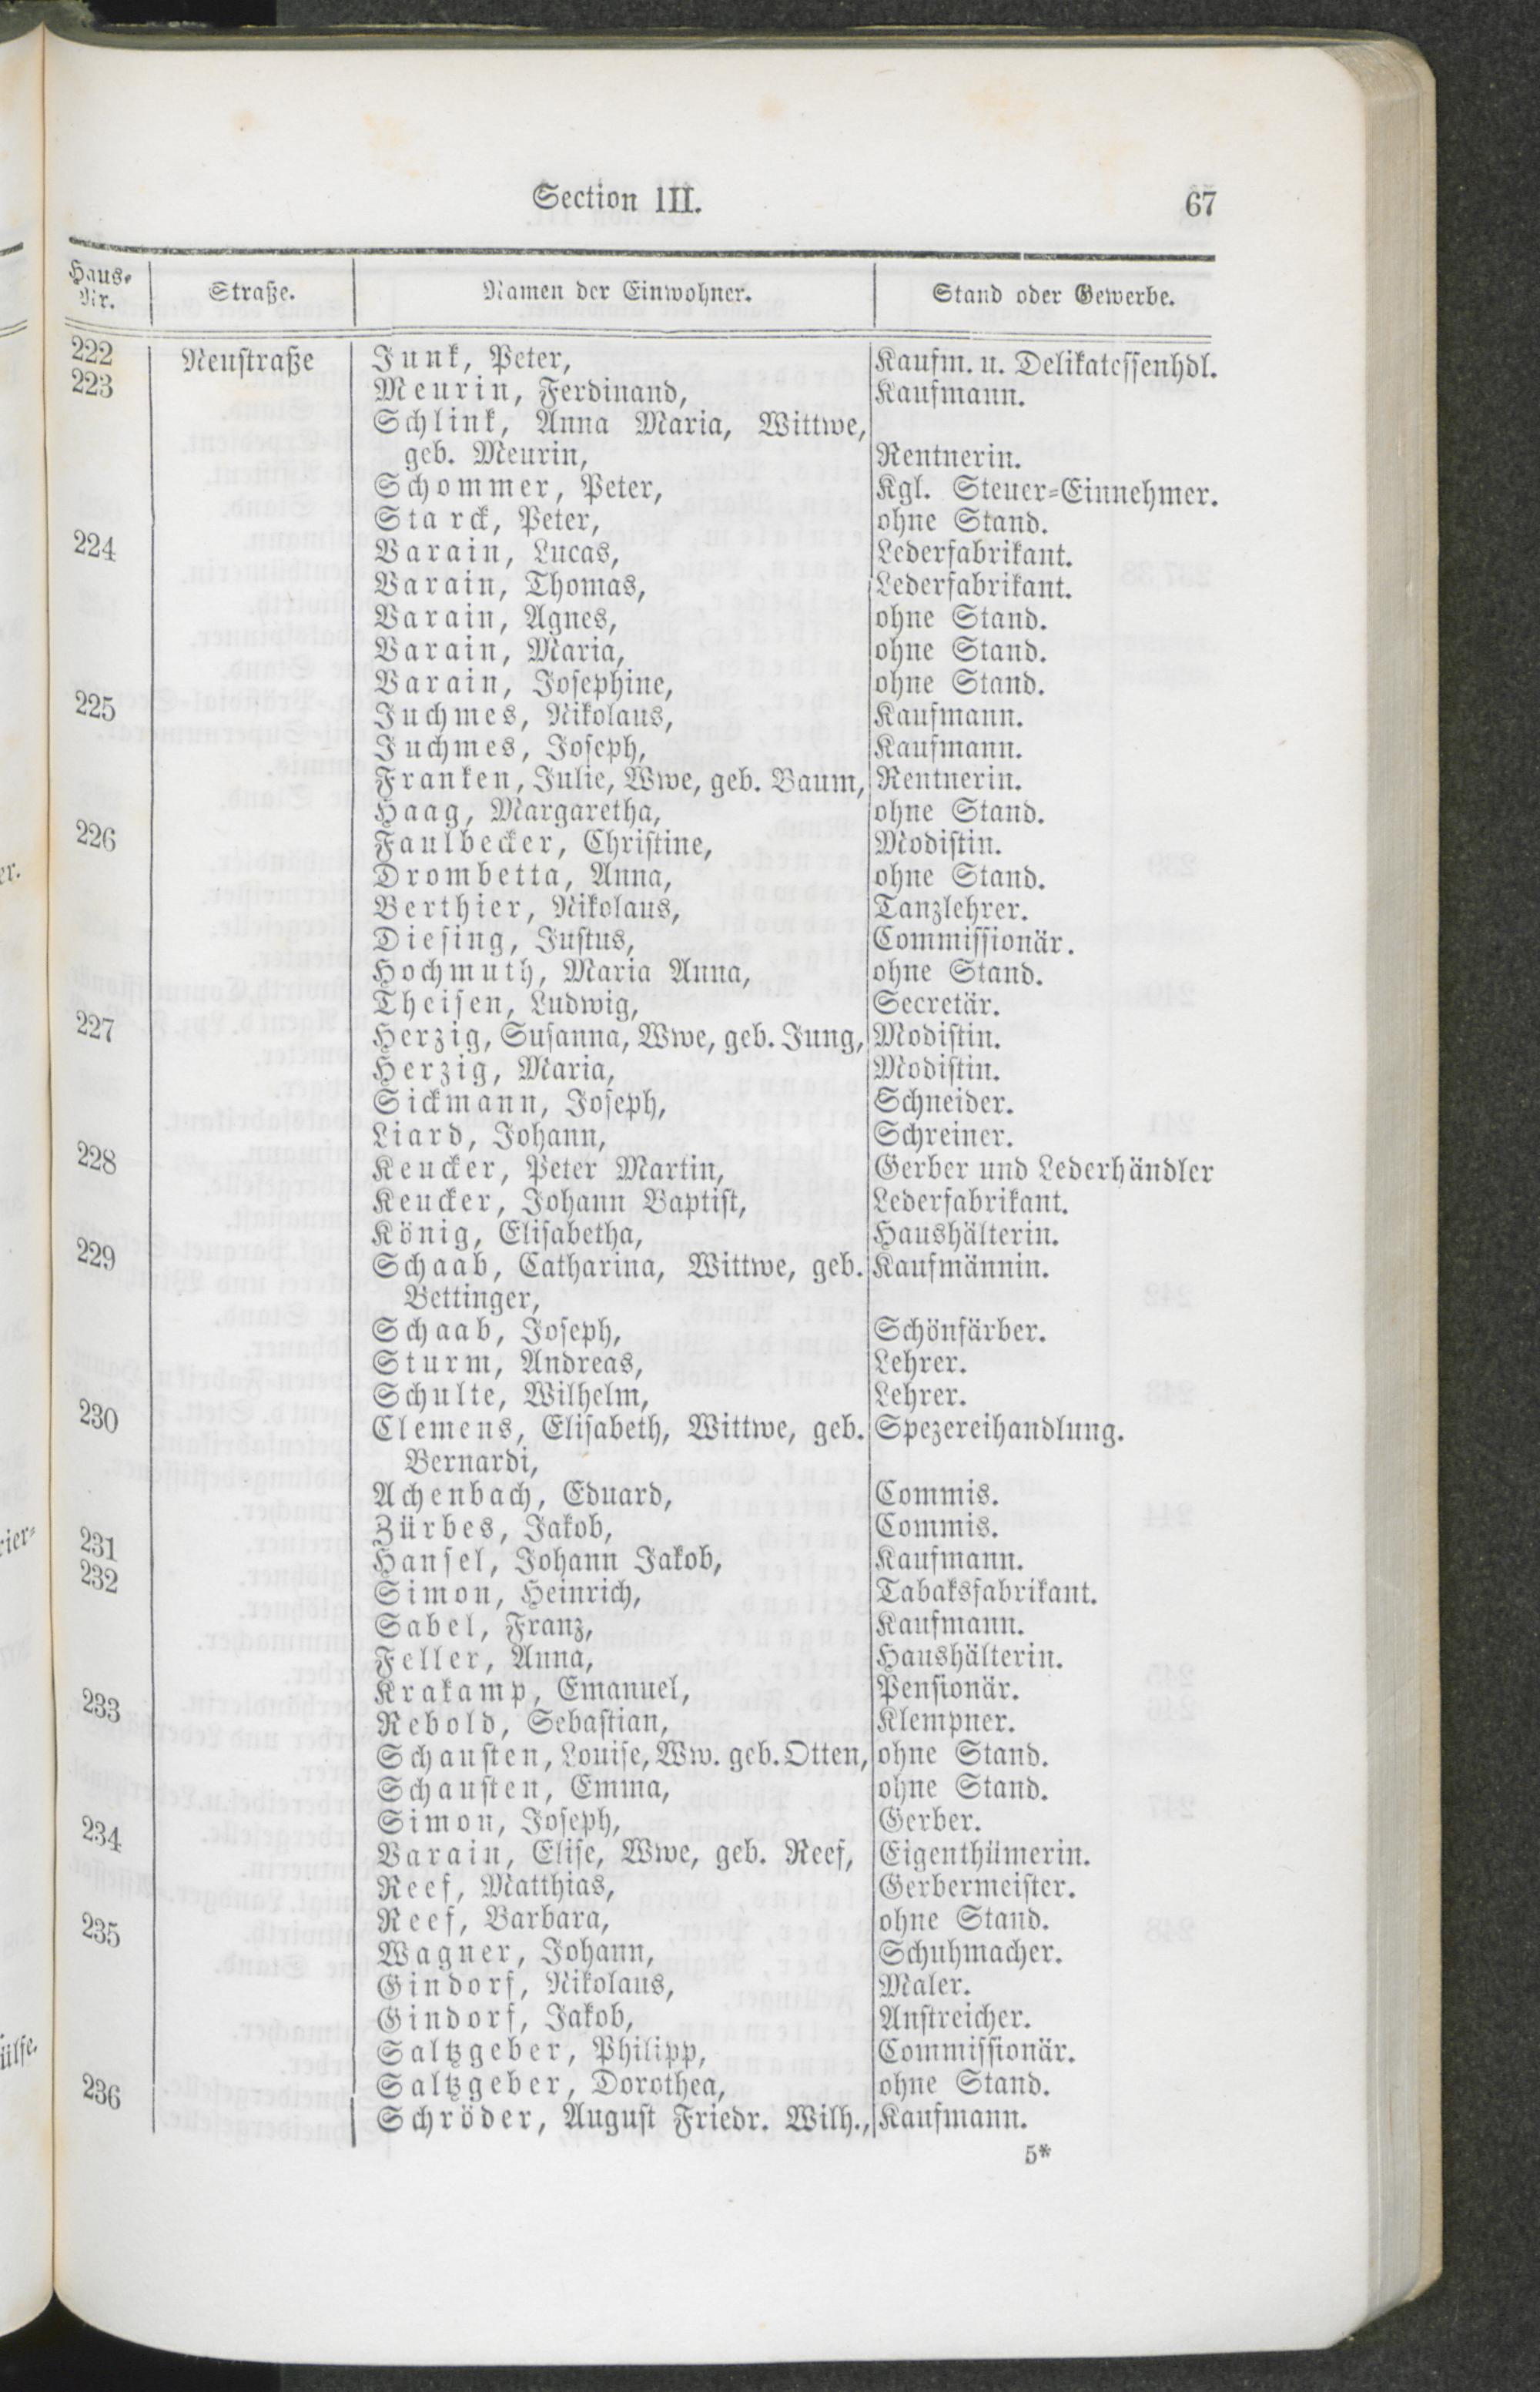 Section III.
67
Haus-Nr. Straße. Namen der Einwohner. Stand oder Gewerbe.
222 Neustraße Junk, Peter, Kaufm. u. Delikatessenhdl.
223 Meurin, Ferdinand, Kaufmann.
Schlink, Anna Maria, Wittwe,
geb. Meurin, Rentnerin.
Schommer, Peter, Kgl. Steuer-Einnehmer.
Starck, Peter, ohne Stand.
224 Varain, Lucas, Lederfabrikant.
Varain, Thomas, Lederfabrikant.
Varain, Agnes, ohne Stand.
Varain, Maria, ohne Stand.
Varain, Josephine, ohne Stand.
225 Juchmes, Nikolaus, Kaufmann.
Juchmes, Joseph, Kaufmann.
Franken, Julie, Wwe, geb. Baum, Rentnerin.
Haag, Margaretha, ohne Stand.
226 Faulbecker, Christine, Modistin.
Drombetta, Anna, ohne Stand.
Berthier, Nikolaus, Tanzlehrer.
Diesing, Justus, Commissionär.
Hochmuth, Maria Anna, ohne Stand.
Theisen, Ludwig, Secretär.
227 Herzig, Susanna, Wwe, geb. Jung, Modistin.
Herzig, Maria, Modistin.
Sickmann, Joseph, Schneider.
Liard, Johann, Schreiner.
228 Keucker, Peter Martin, Gerber und Lederhändler
Keucker, Johann Baptist, Lederfabrikant.
König, Elisabetha, Haushälterin.
229 Schaab, Catharina, Wittwe, geb. Kaufmännin.
Bettinger,
Schaab, Joseph, Schönfärber.
Sturm, Andreas, Lehrer.
Schulte, Wilhelm, Lehrer.
230 Clemens, Elisabeth, Wittwe, geb. Spezereihandlung.
Bernardi,
Achenbach, Eduard, Commis.
Zürbes, Jakob, Commis.
231 Hansel, Johann Jakob, Kaufmann.
232 Simon, Heinrich, Tabaksfabrikant.
Sabel, Franz, Kaufmann.
Feller, Anna, Haushälterin.
Krakamp, Emanuel, Pensionär.
233 Rebold, Sebastian, Klempner.
Schausten, Louise, Ww. geb. Otten, ohne Stand.
Schausten, Emma, ohne Stand.
Simon, Joseph, Gerber.
234 Varain, Elise, Wwe, geb. Reef, Eigenthümerin.
Reef, Matthias, Gerbermeister.
Reef, Barbara, ohne Stand.
235 Wagner, Johann, Schuhmacher.
Gindorf, Nikolaus, Maler.
Gindorf, Jakob, Anstreicher.
Saltzgeber, Philipp, Commissionär.
Saltzgeber, Dorothea, ohne Stand.
236 Schröder, August Friedr. Wilh., Kaufmann.
5*